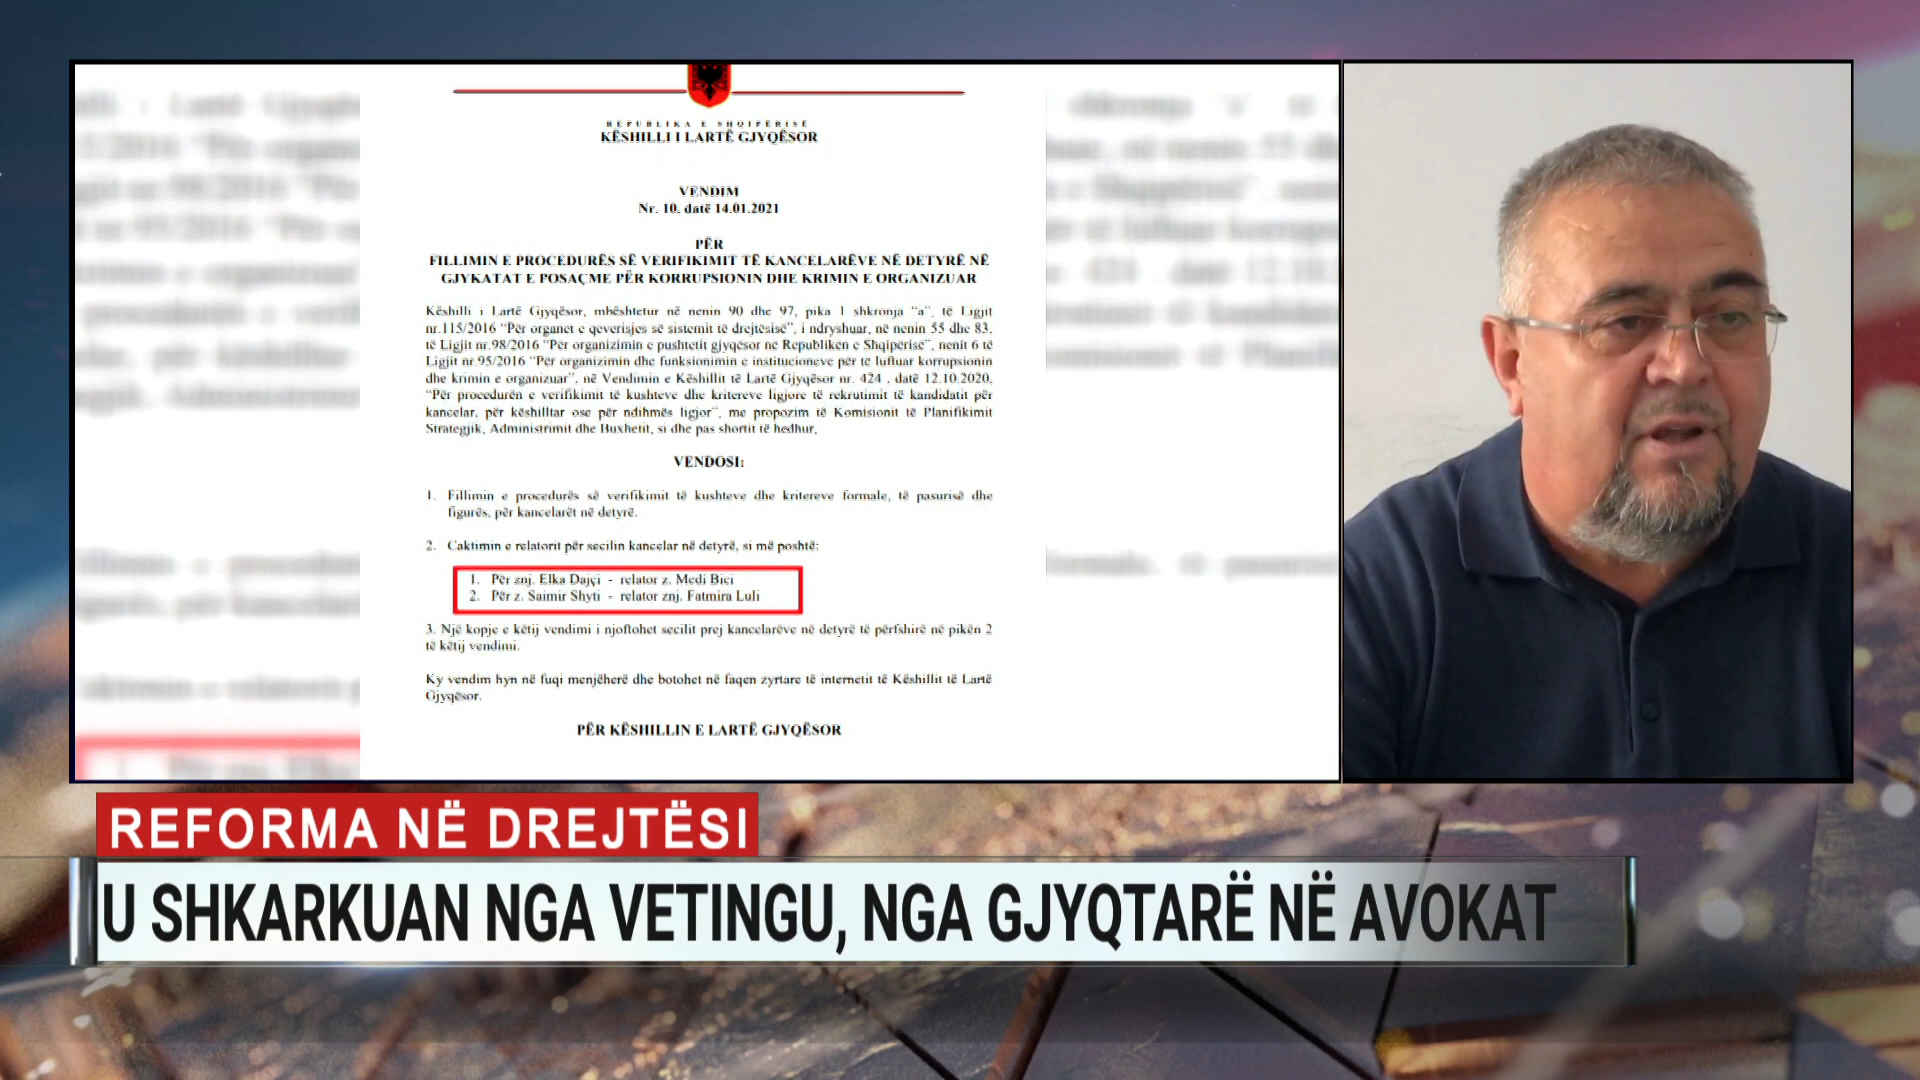 REPUBLIKA E SHQIPËRISË
KËSHILLI I LARTË GJYQËSOR
VENDIM
Nr. 10, datë 14.01.2021
PËR
FILLIMIN E PROCEDURËS SË VERIFIKIMIT TË KANCELARËVE NË DETYRË NË
GJYKATAT E POSAÇME PËR KORRUPSIONIN DHE KRIMIN E ORGANIZUAR
Këshilli i Lartë Gjyqësor, mbështetur në nenin 90 dhe 97, pika 1 shkronja “a”, të Ligjit
nr.115/2016 “Për organet e qeverisjes së sistemit të drejtësisë”, i ndryshuar, në nenin 55 dhe 83,
të Ligjit nr.98/2016 “Për organizimin e pushtetit gjyqësor në Republikën e Shqipërisë”, nenit 6 të
Ligjit nr.95/2016 “Për organizimin dhe funksionimin e institucioneve për të luftuar korrupsionin
dhe krimin e organizuar”, në Vendimin e Këshillit të Lartë Gjyqësor nr. 424 , datë 12.10.2020,
“Për procedurën e verifikimit të kushteve dhe kritereve ligjore të rekrutimit të kandidatit për
kancelar, për këshilltar ose për ndihmës ligjor”, me propozim të Komisionit të Planifikimit
Strategjik, Administrimit dhe Buxhetit, si dhe pas shortit të hedhur,
VENDOSI:
1. Fillimin e procedurës së verifikimit të kushteve dhe kritereve formale, të pasurisë dhe
figurës, për kancelarët në detyrë.
2. Caktimin e relatorit për secilin kancelar në detyrë, si më poshtë:
1. Për znj. Elka Dajçi - relator z. Medi Bici
2. Për z. Saimir Shyti - relator znj. Fatmira Luli
3. Një kopje e këtij vendimi i njoftohet secilit prej kancelarëve në detyrë të përfshirë në pikën 2
të këtij vendimi.
Ky vendim hyn në fuqi menjëherë dhe botohet në faqen zyrtare të internetit të Këshillit të Lartë
Gjyqësor.
PËR KËSHILLIN E LARTË GJYQËSOR
REFORMA NË DREJTËSI
U SHKARKUAN NGA VETINGU, NGA GJYQTARË NË AVOKAT